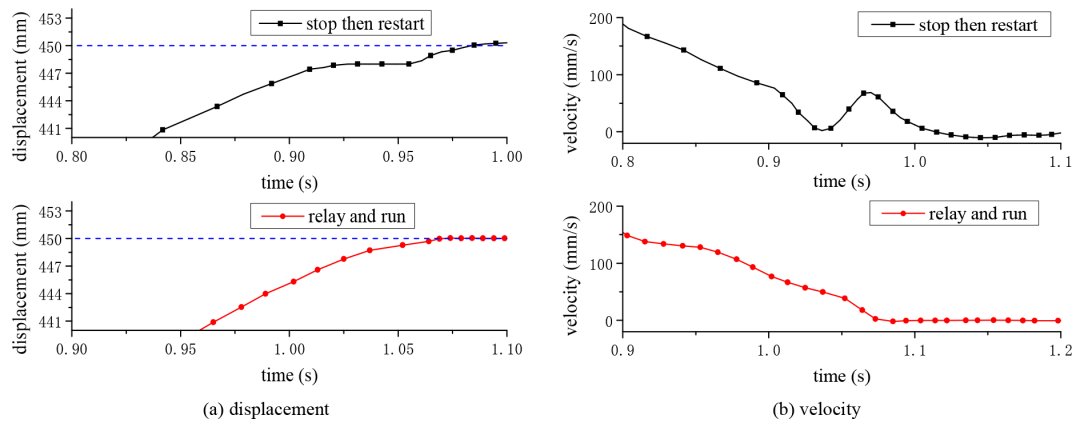 displacement (mm)
453
450
447
444
441
stop then restart
0.80
0.85
0.90
0.95
1.00
time (s)
velocity (mm/s)
200
100
0
stop then restart
0.8
0.9
1.0
1.1
time (s)
displacement (mm)
453
450
447
444
441
relay and run
0.90
0.95
1.00
1.05
1.10
time (s)
velocity (mm/s)
200
100
0
relay and run
0.9
1.0
1.1
1.2
time (s)
(a) displacement
(b) velocity